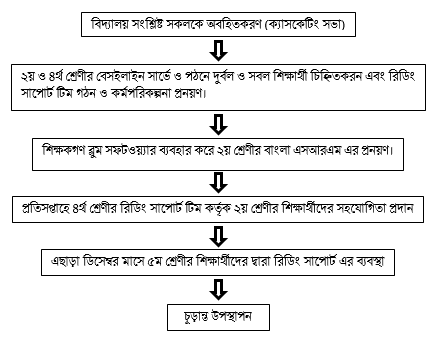 বিদ্যালয় সংশ্লিষ্ট সকলকে অবহিতকরণ (ক্যাসকেটিং সভা)
২য় ও ৪র্থ শ্রেণীর বেসইলাইন সার্ভে ও পঠনে দুর্বল ও সবল শিক্ষার্থী চিহ্নিতকরন এবং রিডিং
সাপোর্ট টিম গঠন ও কর্মপরিকল্পনা প্রনয়ণ।
শিক্ষকগণ ব্লুম সফটওয়্যার ব্যবহার করে ২য় শ্রেণীর বাংলা এসআরএম এর প্রনয়ণ।
প্রতিসপ্তাহে ৪র্থ শ্রেণীর রিডিং সাপোর্ট টিম কর্তৃক ২য় শ্রেণীর শিক্ষার্থীদের সহযোগিতা প্রদান
এছাড়া ডিসেম্বর মাসে ৫ম শ্রেণীর শিক্ষার্থীদের দ্বারা রিডিং সাপোর্ট এর ব্যবস্থা
চুড়ান্ত উপস্থাপন